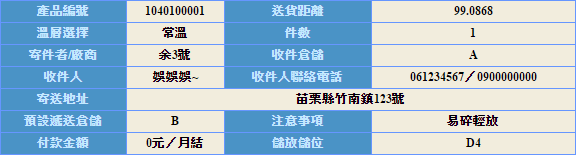 產品編號 1040100001 送貨距離 99.0868
溫層選擇 常溫 件數 1
寄件者/廠商 余3號 收件倉儲 A
收件人 娛娛娛~ 收件人聯絡電話 061234567／0900000000
寄送地址 苗栗縣竹南鎮123號
預設遞送倉儲 B 注意事項 易碎輕放
付款金額 0元／月結 儲放儲位 D4